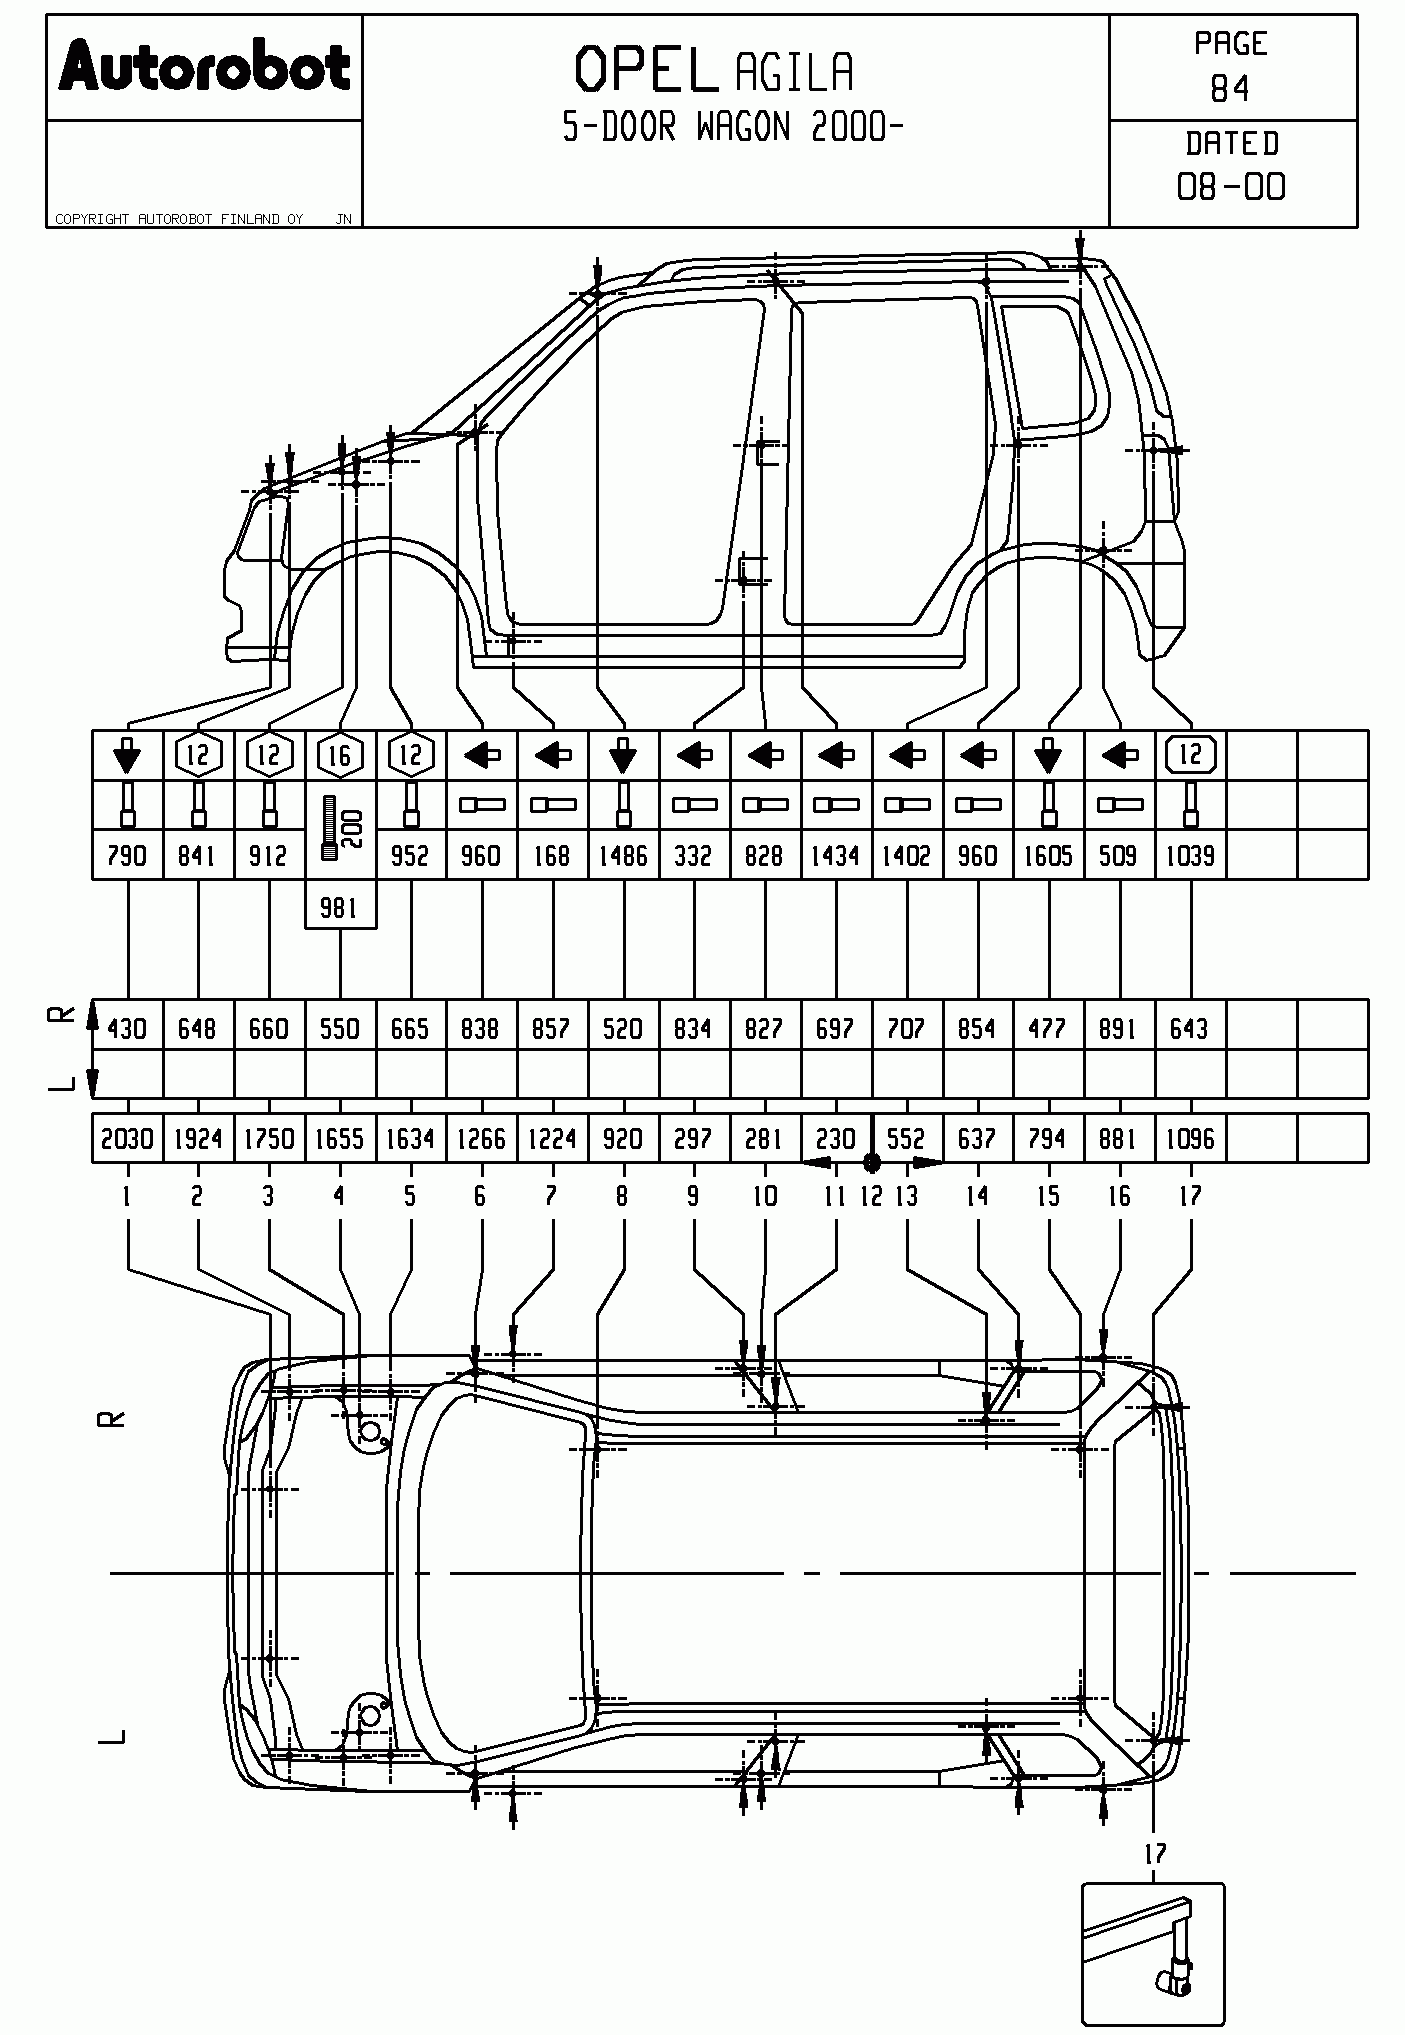 Autorobot
COPYRIGHT AUTOROBOT FINLAND OY JN
OPEL AGILA
5-DOOR WAGON 2000-
PAGE
84
DATED
08-00
12 12 16 12 12
200
790 841 912 952 960 168 1486 332 828 1434 1402 960 1605 509 1039
981
R
430 648 660 550 665 838 857 520 834 827 697 707 854 477 891 643
L
2030 1924 1750 1655 1634 1266 1224 920 297 281 230 552 637 794 881 1096
1 2 3 4 5 6 7 8 9 10 11 12 13 14 15 16 17
R
L
17